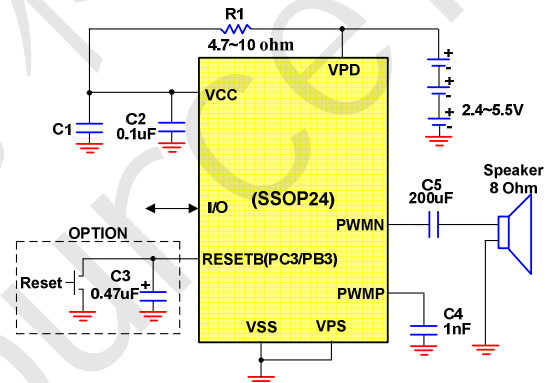 R1
4.7~10 ohm
VPD
VCC
C1
C2
0.1uF
+
-
+
-
+
-
2.4~5.5V
Speaker
8 Ohm
C5
200uF
I/O
(SSOP24)
PWMN
OPTION
RESETB(PC3/PB3)
Reset
C3
0.47uF
+
PWMP
C4
1nF
VSS
VPS